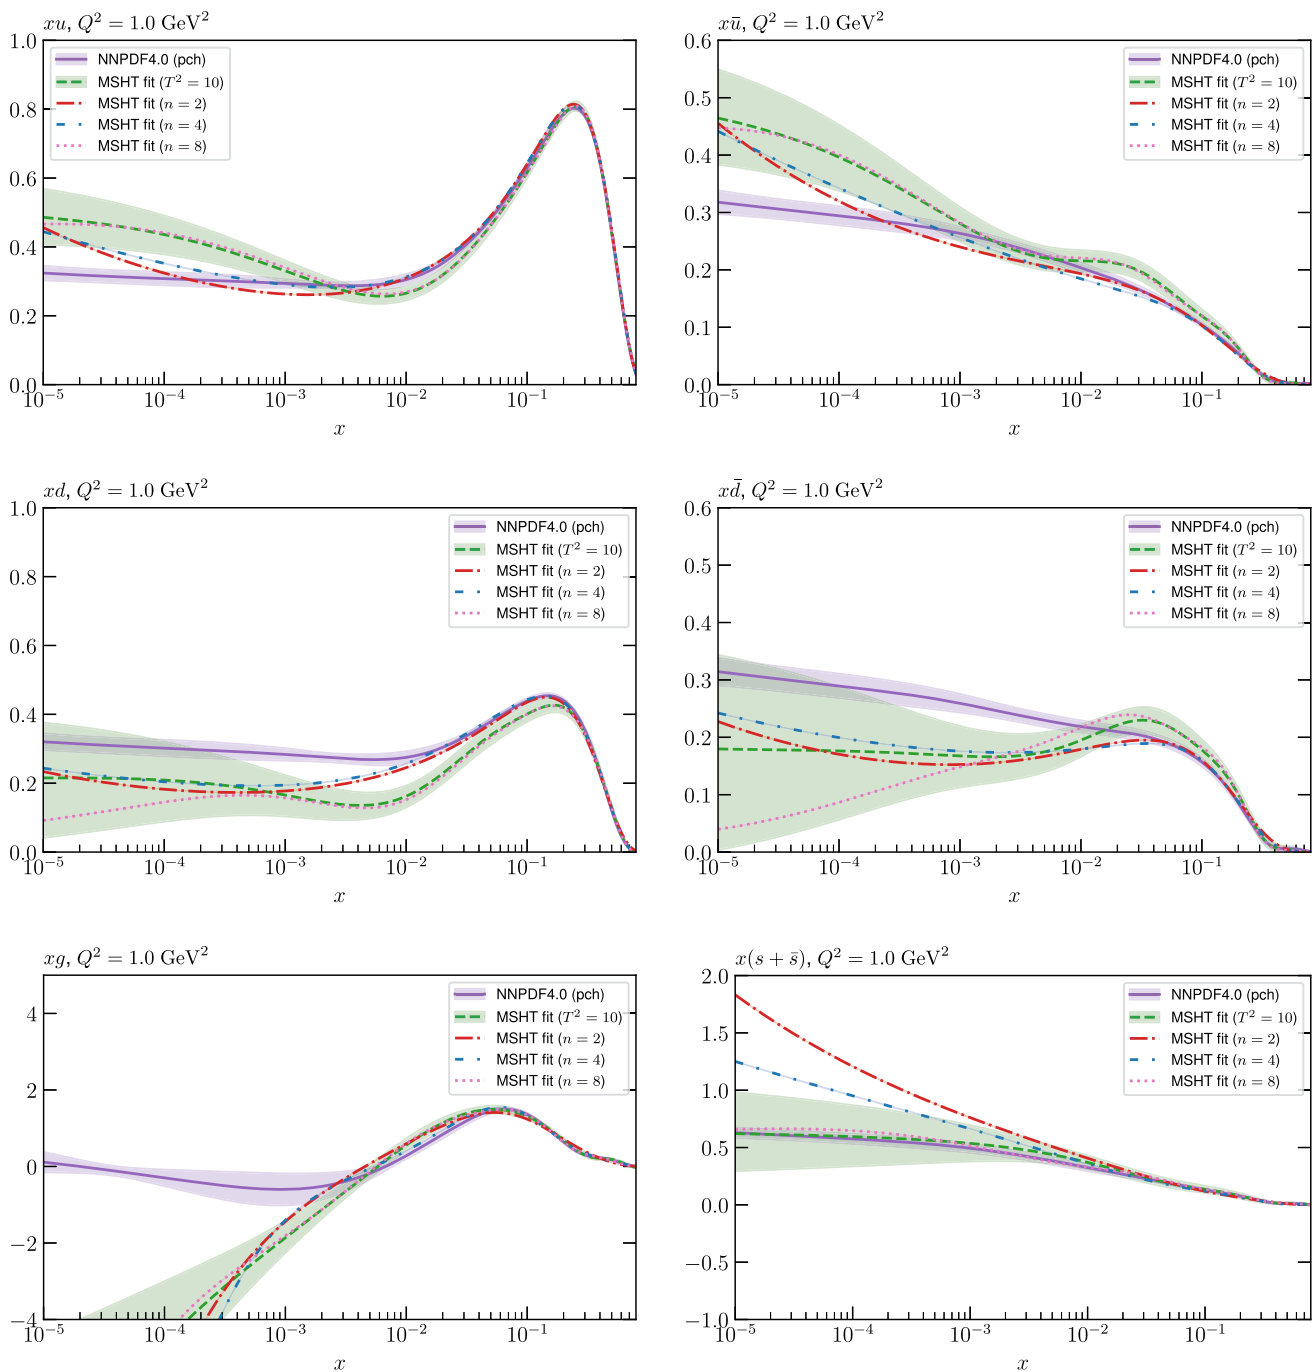 xu, Q² = 1.0 GeV²
1.0
0.8
0.6
0.4
0.2
0.0
NNPDF4.0 (pch)
MSHT fit (T² = 10)
MSHT fit (n = 2)
MSHT fit (n = 4)
MSHT fit (n = 8)
10⁻⁵ 10⁻⁴ 10⁻³ 10⁻² 10⁻¹
x
xū, Q² = 1.0 GeV²
0.6
0.5
0.4
0.3
0.2
0.1
0.0
NNPDF4.0 (pch)
MSHT fit (T² = 10)
MSHT fit (n = 2)
MSHT fit (n = 4)
MSHT fit (n = 8)
10⁻⁵ 10⁻⁴ 10⁻³ 10⁻² 10⁻¹
x
xd, Q² = 1.0 GeV²
1.0
0.8
0.6
0.4
0.2
0.0
NNPDF4.0 (pch)
MSHT fit (T² = 10)
MSHT fit (n = 2)
MSHT fit (n = 4)
MSHT fit (n = 8)
10⁻⁵ 10⁻⁴ 10⁻³ 10⁻² 10⁻¹
x
xd̄, Q² = 1.0 GeV²
0.6
0.5
0.4
0.3
0.2
0.1
0.0
NNPDF4.0 (pch)
MSHT fit (T² = 10)
MSHT fit (n = 2)
MSHT fit (n = 4)
MSHT fit (n = 8)
10⁻⁵ 10⁻⁴ 10⁻³ 10⁻² 10⁻¹
x
xg, Q² = 1.0 GeV²
4
2
0
−2
−4
NNPDF4.0 (pch)
MSHT fit (T² = 10)
MSHT fit (n = 2)
MSHT fit (n = 4)
MSHT fit (n = 8)
10⁻⁵ 10⁻⁴ 10⁻³ 10⁻² 10⁻¹
x
x(s + s̄), Q² = 1.0 GeV²
2.0
1.5
1.0
0.5
0.0
−0.5
−1.0
NNPDF4.0 (pch)
MSHT fit (T² = 10)
MSHT fit (n = 2)
MSHT fit (n = 4)
MSHT fit (n = 8)
10⁻⁵ 10⁻⁴ 10⁻³ 10⁻² 10⁻¹
x